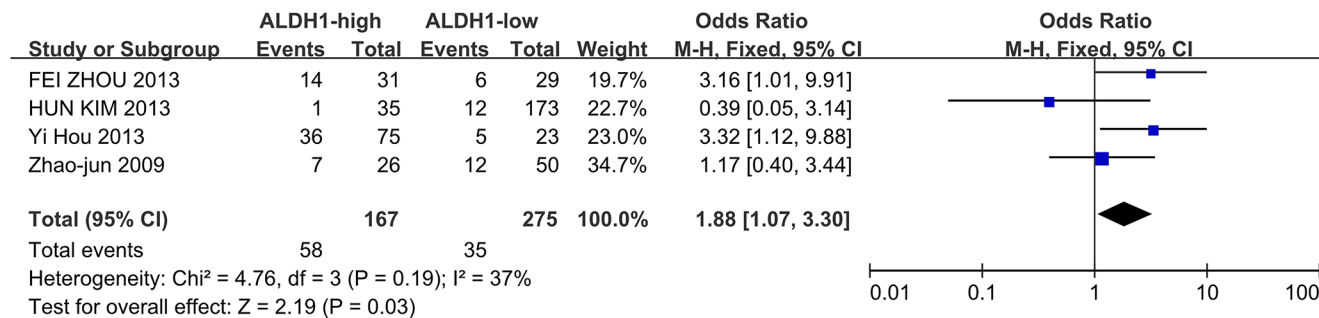 ALDH1-high ALDH1-low Odds Ratio Odds Ratio
Study or Subgroup Events Total Events Total Weight M-H, Fixed, 95% CI M-H, Fixed, 95% CI
FEI ZHOU 2013 14 31 6 29 19.7% 3.16 [1.01, 9.91]
HUN KIM 2013 1 35 12 173 22.7% 0.39 [0.05, 3.14]
Yi Hou 2013 36 75 5 23 23.0% 3.32 [1.12, 9.88]
Zhao-jun 2009 7 26 12 50 34.7% 1.17 [0.40, 3.44]
Total (95% CI) 167 275 100.0% 1.88 [1.07, 3.30]
Total events 58 35
Heterogeneity: Chi² = 4.76, df = 3 (P = 0.19); I² = 37%
Test for overall effect: Z = 2.19 (P = 0.03)
0.01 0.1 1 10 100